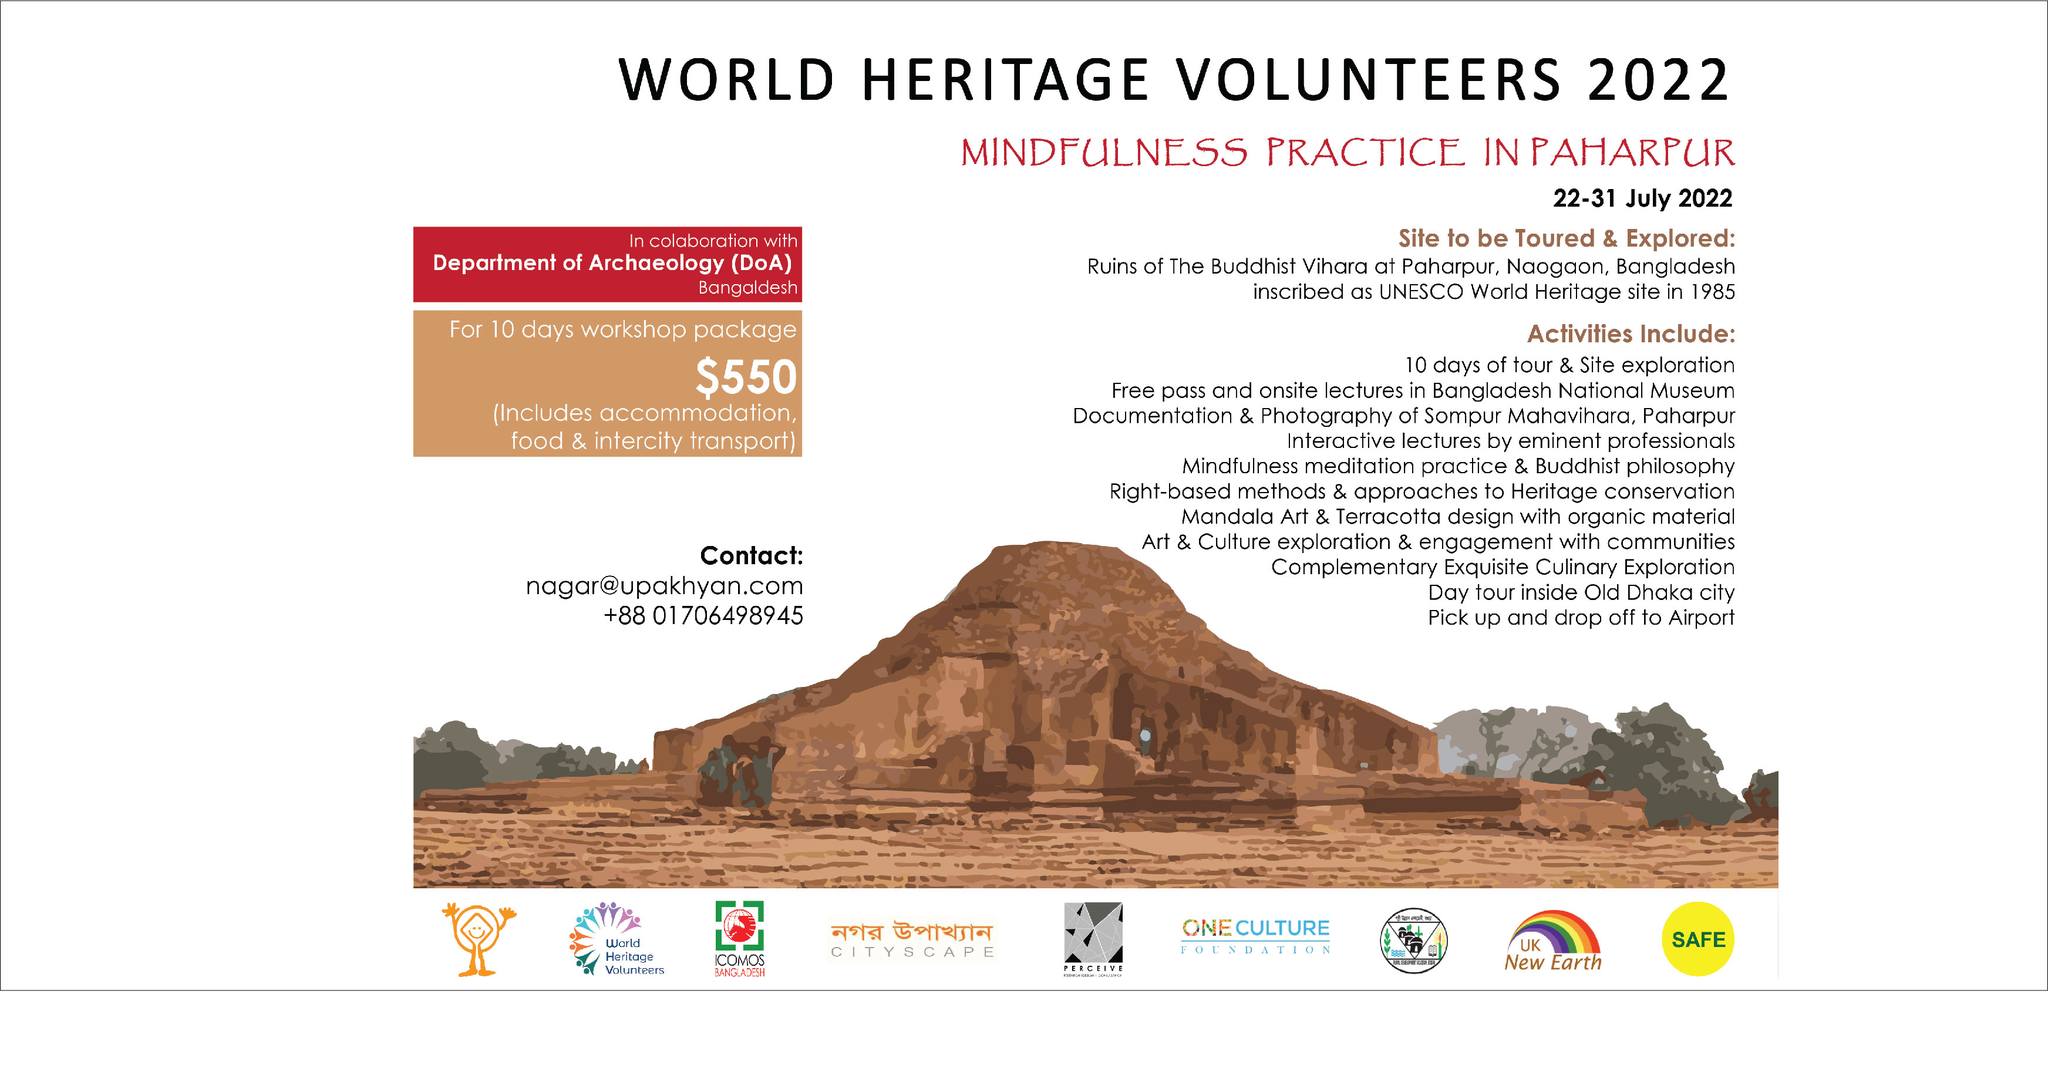 WORLD HERITAGE VOLUNTEERS 2022
MINDFULNESS PRACTICE IN PAHARPUR
22-31 July 2022
In colaboration with
Department of Archaeology (DoA)
Bangaldesh
For 10 days workshop package
$550
(Includes accommodation,
food & intercity transport)
Contact:
nagar@upakhyan.com
+88 01706498945
Site to be Toured & Explored:
Ruins of The Buddhist Vihara at Paharpur, Naogaon, Bangladesh
inscribed as UNESCO World Heritage site in 1985
Activities Include:
10 days of tour & Site exploration
Free pass and onsite lectures in Bangladesh National Museum
Documentation & Photography of Sompur Mahavihara, Paharpur
Interactive lectures by eminent professionals
Mindfulness meditation practice & Buddhist philosophy
Right-based methods & approaches to Heritage conservation
Mandala Art & Terracotta design with organic material
Art & Culture exploration & engagement with communities
Complementary Exquisite Culinary Exploration
Day tour inside Old Dhaka city
Pick up and drop off to Airport
World
Heritage
Volunteers
ICOMOS
BANGLADESH
নগর উপাখ্যান
CITYSCAPE
PERCEIVE
ONE CULTURE
FOUNDATION
UK
New Earth
SAFE